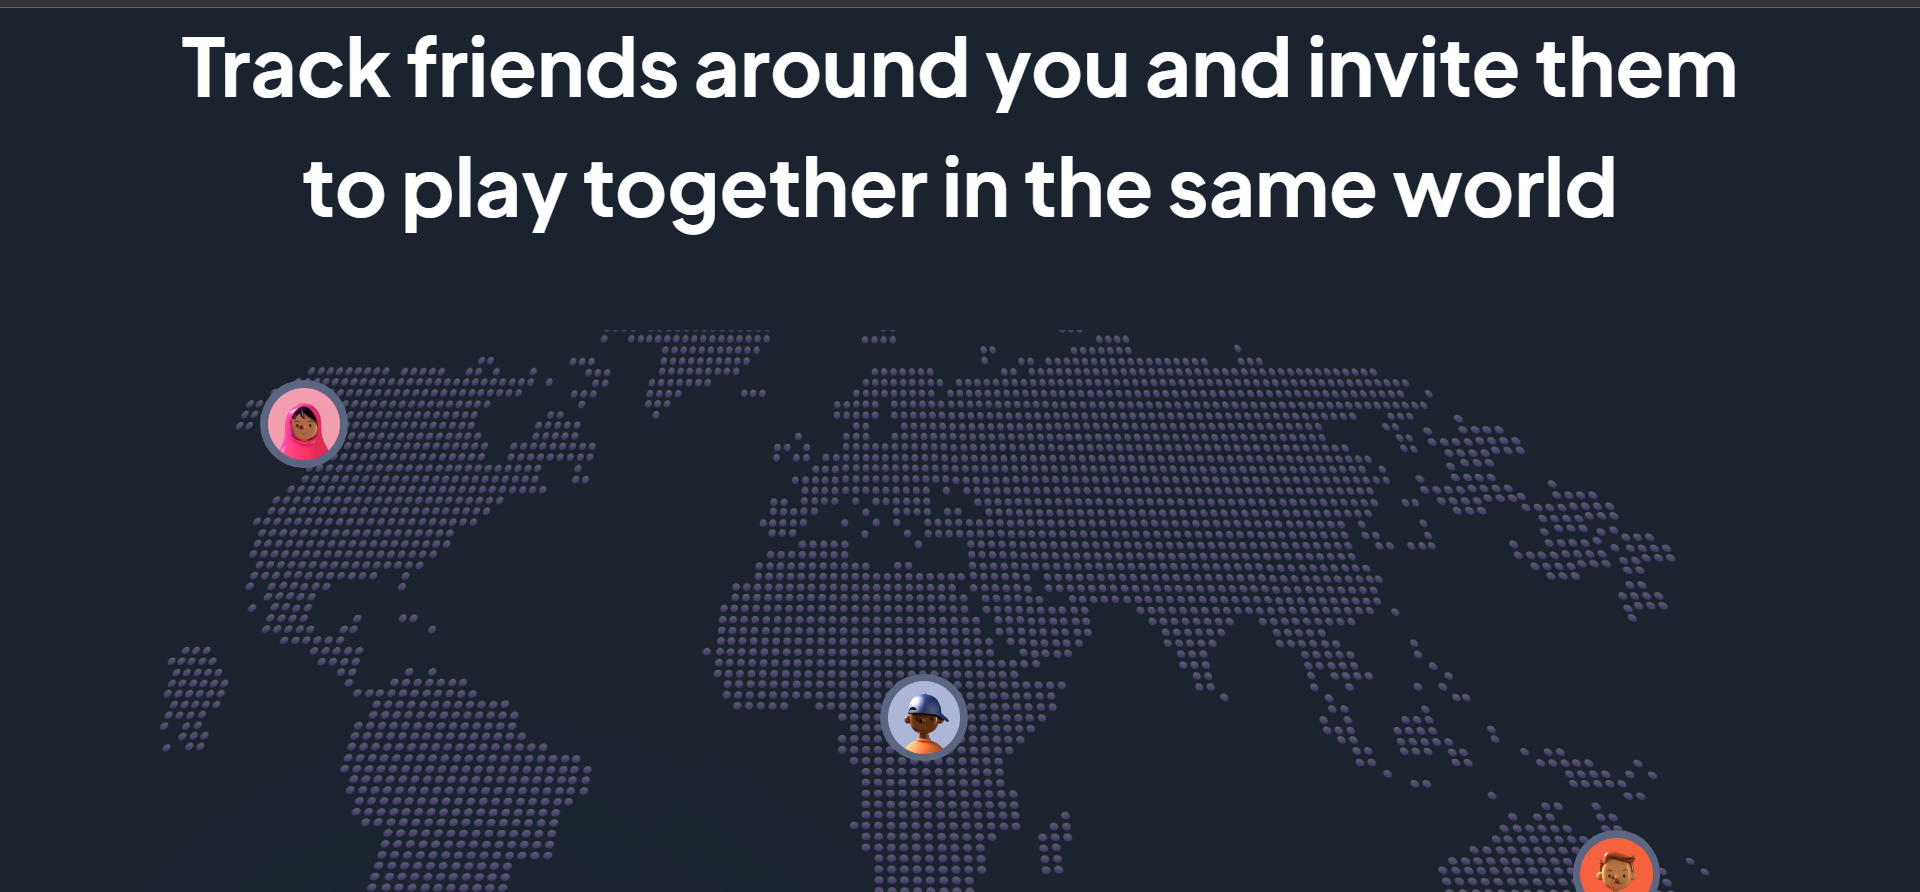 Track friends around you and invite them
to play together in the same world